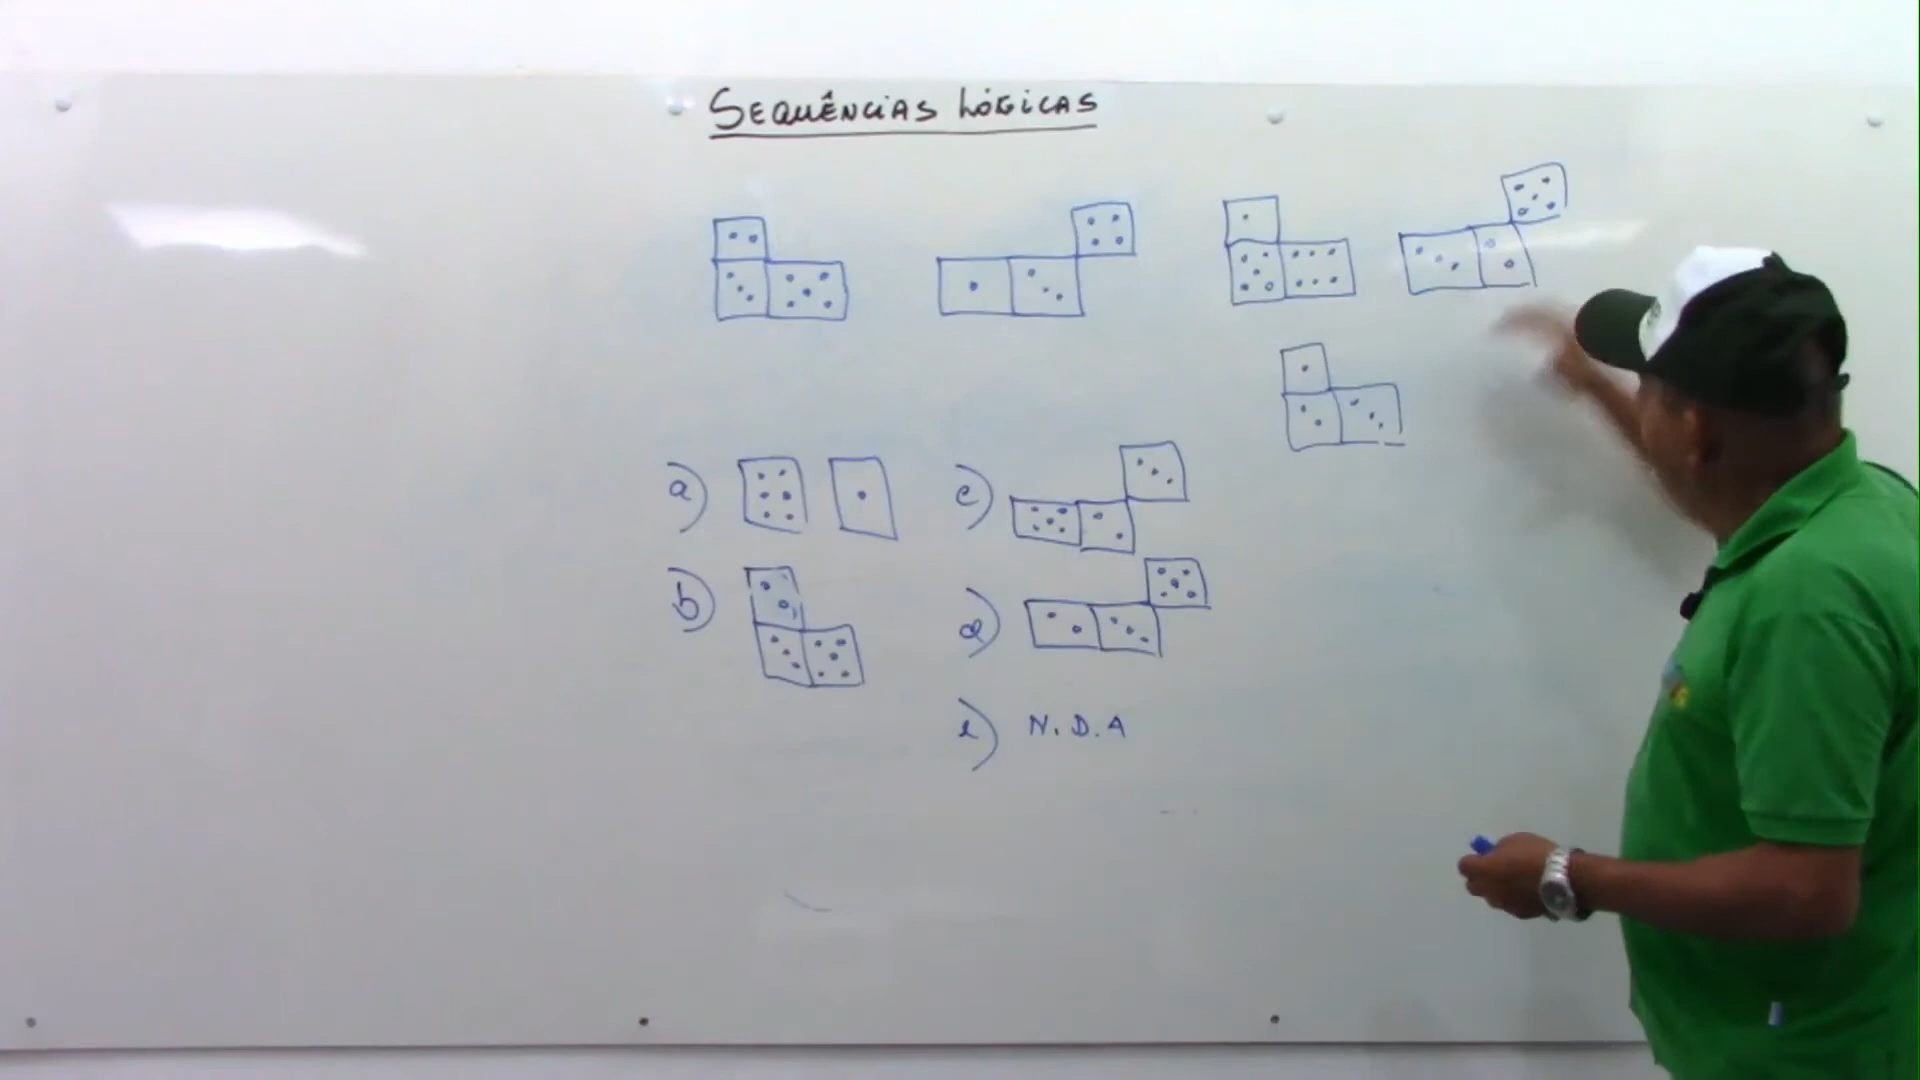 SEQUÊNCIAS LÓGICAS
a)
b)
c)
d)
e) N.D.A